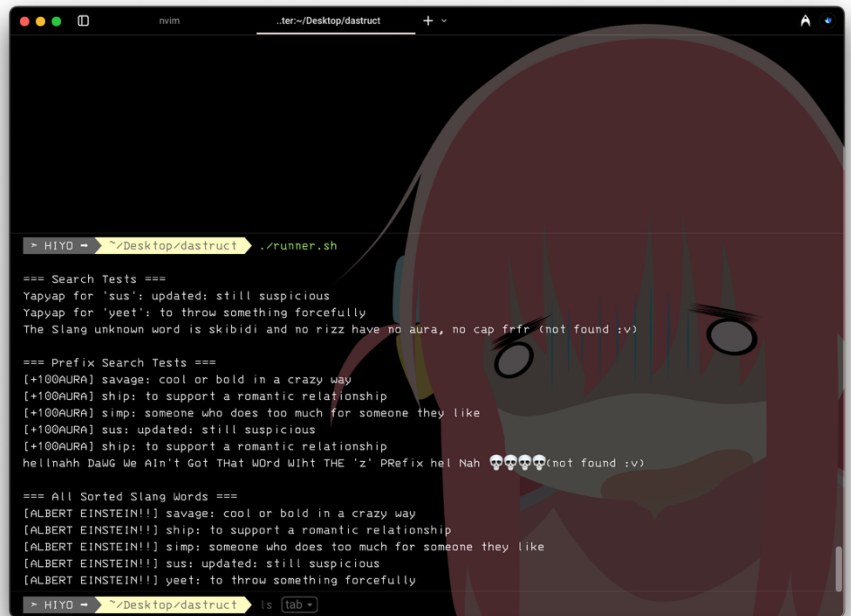 nvim
..ter:~/Desktop/dastruct
➣ HIYO ➡ ~/Desktop/dastruct ./runner.sh
=== Search Tests ===
Yapyap for 'sus': updated: still suspicious
Yapyap for 'yeet': to throw something forcefully
The Slang unknown word is skibidi and no rizz have no aura, no cap frfr (not found :v)
=== Prefix Search Tests ===
[+100AURA] savage: cool or bold in a crazy way
[+100AURA] ship: to support a romantic relationship
[+100AURA] simp: someone who does too much for someone they like
[+100AURA] sus: updated: still suspicious
[+100AURA] ship: to support a romantic relationship
hellnahh DaWG We AIn't Got THat WOrd WIht THE 'z' PRefix hel Nah 💀💀💀💀(not found :v)
=== All Sorted Slang Words ===
[ALBERT EINSTEIN!!] savage: cool or bold in a crazy way
[ALBERT EINSTEIN!!] ship: to support a romantic relationship
[ALBERT EINSTEIN!!] simp: someone who does too much for someone they like
[ALBERT EINSTEIN!!] sus: updated: still suspicious
[ALBERT EINSTEIN!!] yeet: to throw something forcefully
➣ HIYO ➡ ~/Desktop/dastruct ls tab